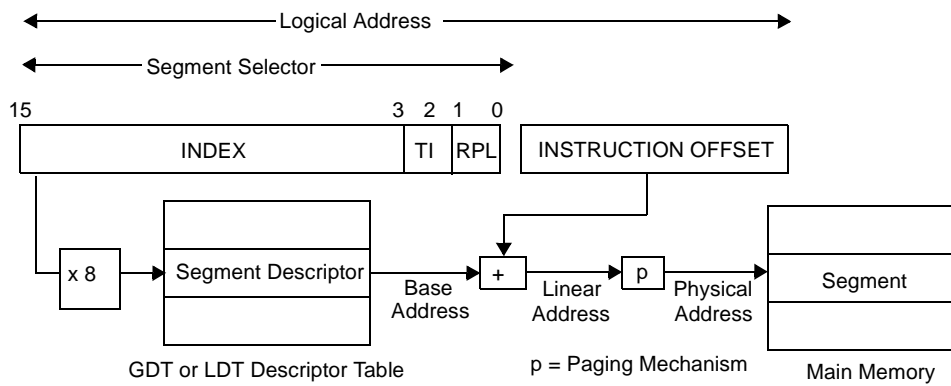 Logical Address
Segment Selector
15 3 2 1 0
INDEX TI RPL INSTRUCTION OFFSET
x 8 Segment Descriptor + p Segment
Base Address
Linear Address
Physical Address
GDT or LDT Descriptor Table
p = Paging Mechanism
Main Memory